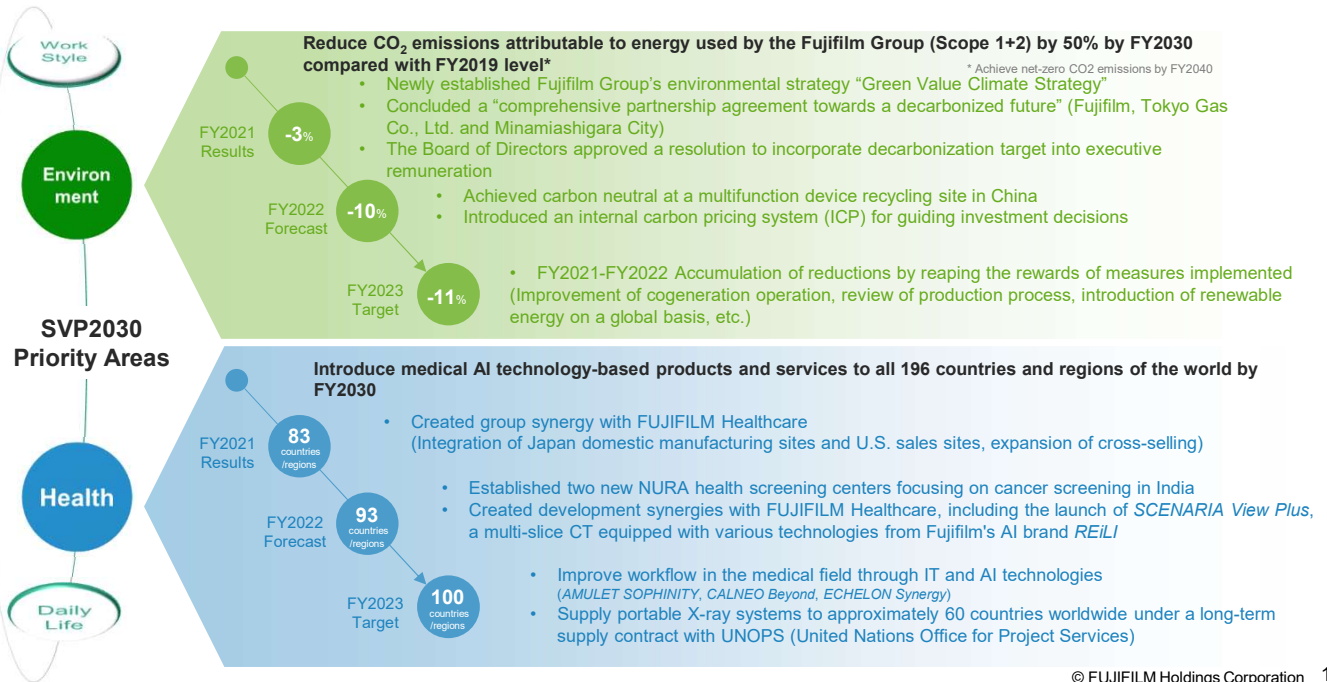 Work
Style
Environ
ment
SVP2030
Priority Areas
Health
Daily
Life
Reduce CO2 emissions attributable to energy used by the Fujifilm Group (Scope 1+2) by 50% by FY2030
compared with FY2019 level*
* Achieve net-zero CO2 emissions by FY2040
FY2021
Results
-3%
• Newly established Fujifilm Group's environmental strategy "Green Value Climate Strategy"
• Concluded a "comprehensive partnership agreement towards a decarbonized future" (Fujifilm, Tokyo Gas
Co., Ltd. and Minamiashigara City)
• The Board of Directors approved a resolution to incorporate decarbonization target into executive
remuneration
FY2022
Forecast
-10%
• Achieved carbon neutral at a multifunction device recycling site in China
• Introduced an internal carbon pricing system (ICP) for guiding investment decisions
FY2023
Target
-11%
• FY2021-FY2022 Accumulation of reductions by reaping the rewards of measures implemented
(Improvement of cogeneration operation, review of production process, introduction of renewable
energy on a global basis, etc.)
Introduce medical AI technology-based products and services to all 196 countries and regions of the world by
FY2030
FY2021
Results
83
countries
/regions
• Created group synergy with FUJIFILM Healthcare
(Integration of Japan domestic manufacturing sites and U.S. sales sites, expansion of cross-selling)
FY2022
Forecast
93
countries
/regions
• Established two new NURA health screening centers focusing on cancer screening in India
• Created development synergies with FUJIFILM Healthcare, including the launch of SCENARIA View Plus,
a multi-slice CT equipped with various technologies from Fujifilm's AI brand REiLI
FY2023
Target
100
countries
/regions
• Improve workflow in the medical field through IT and AI technologies
(AMULET SOPHINITY, CALNEO Beyond, ECHELON Synergy)
• Supply portable X-ray systems to approximately 60 countries worldwide under a long-term
supply contract with UNOPS (United Nations Office for Project Services)
© FUJIFILM Holdings Corporation